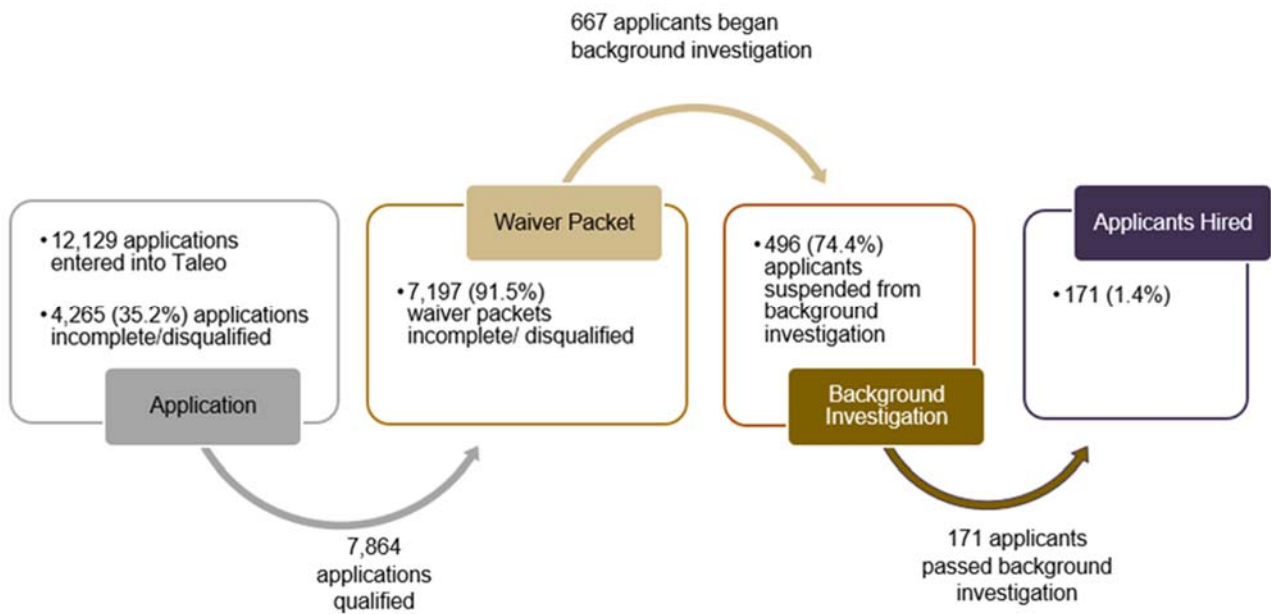 667 applicants began
background investigation
•12,129 applications
entered into Taleo
•4,265 (35.2%) applications
incomplete/disqualified
Application
7,864
applications
qualified
Waiver Packet
•7,197 (91.5%)
waiver packets
incomplete/ disqualified
•496 (74.4%)
applicants
suspended from
background
investigation
Background
Investigation
171 applicants
passed background
investigation
Applicants Hired
•171 (1.4%)